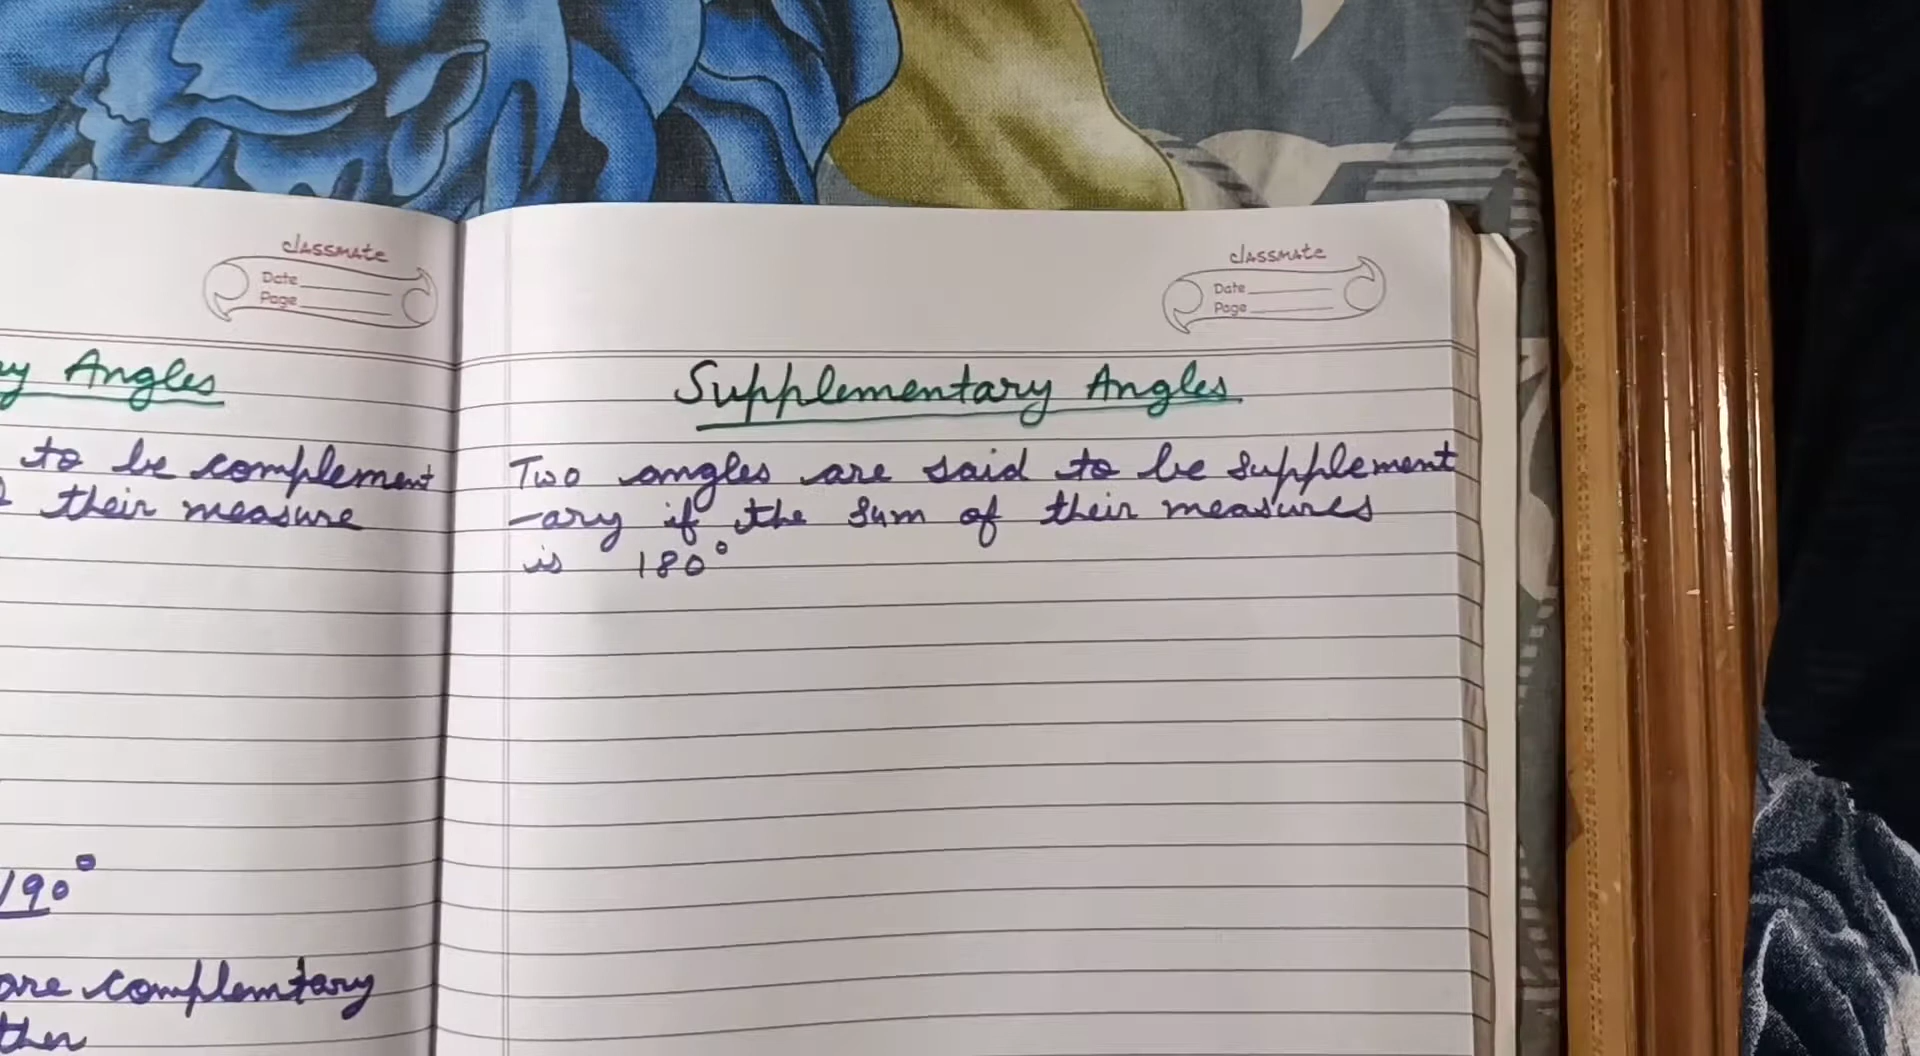 classmate
Date
Page
Angles
to be complement
their measure
190°
are complemtary
classmate
Date
Page
Supplementary Angles
Two angles are said to be supplement
-ary if the sum of their measures
is 180°